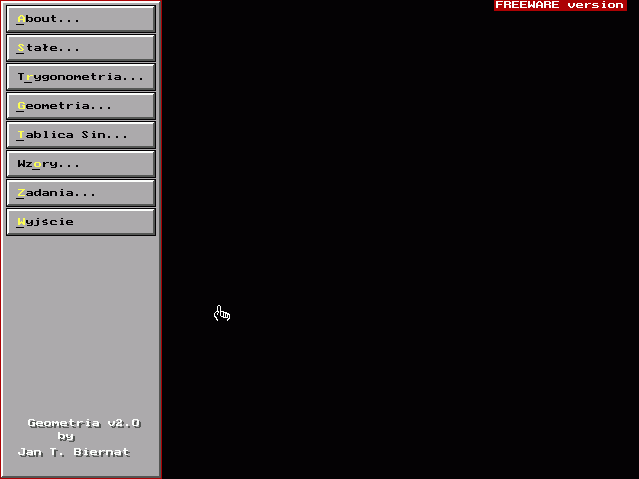 FREEWARE version
About...
Stałe...
Trygonometria...
Geometria...
Tablica Sin...
Wzory...
Zadania...
Wyjście
Geometria v2.0
by
Jan T. Biernat